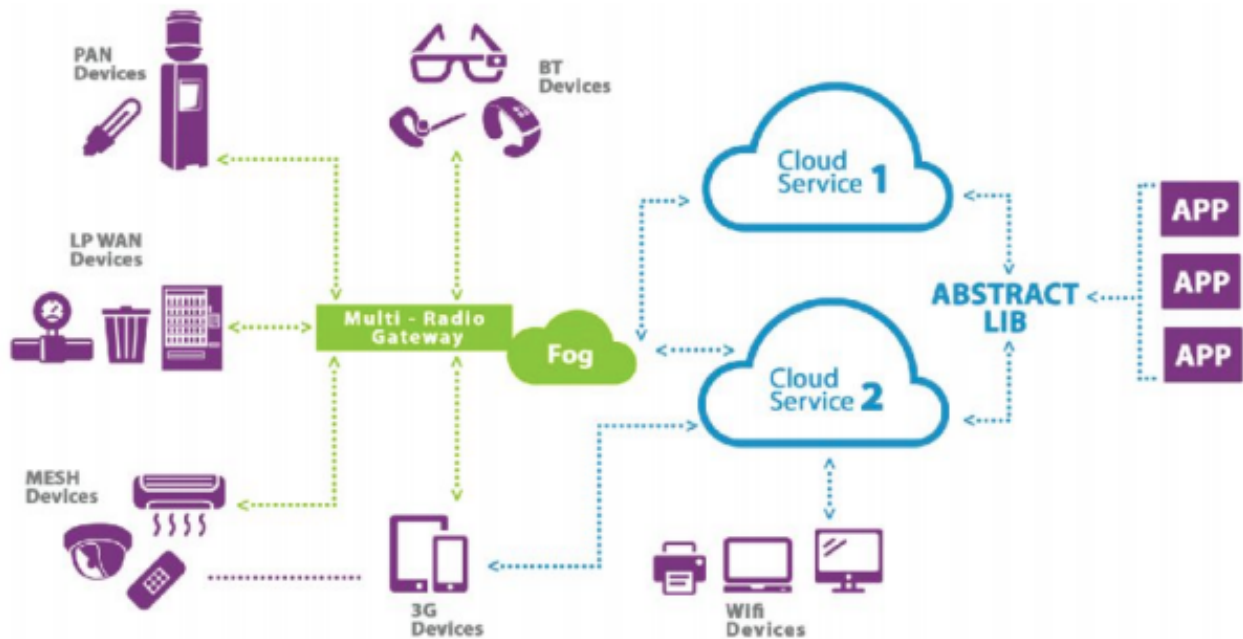 PAN
Devices
BT
Devices
Cloud
Service 1
APP
LP WAN
Devices
APP
ABSTRACT
LIB
Multi - Radio
Gateway
Fog
APP
Cloud
Service 2
MESH
Devices
3G
Devices
Wifi
Devices